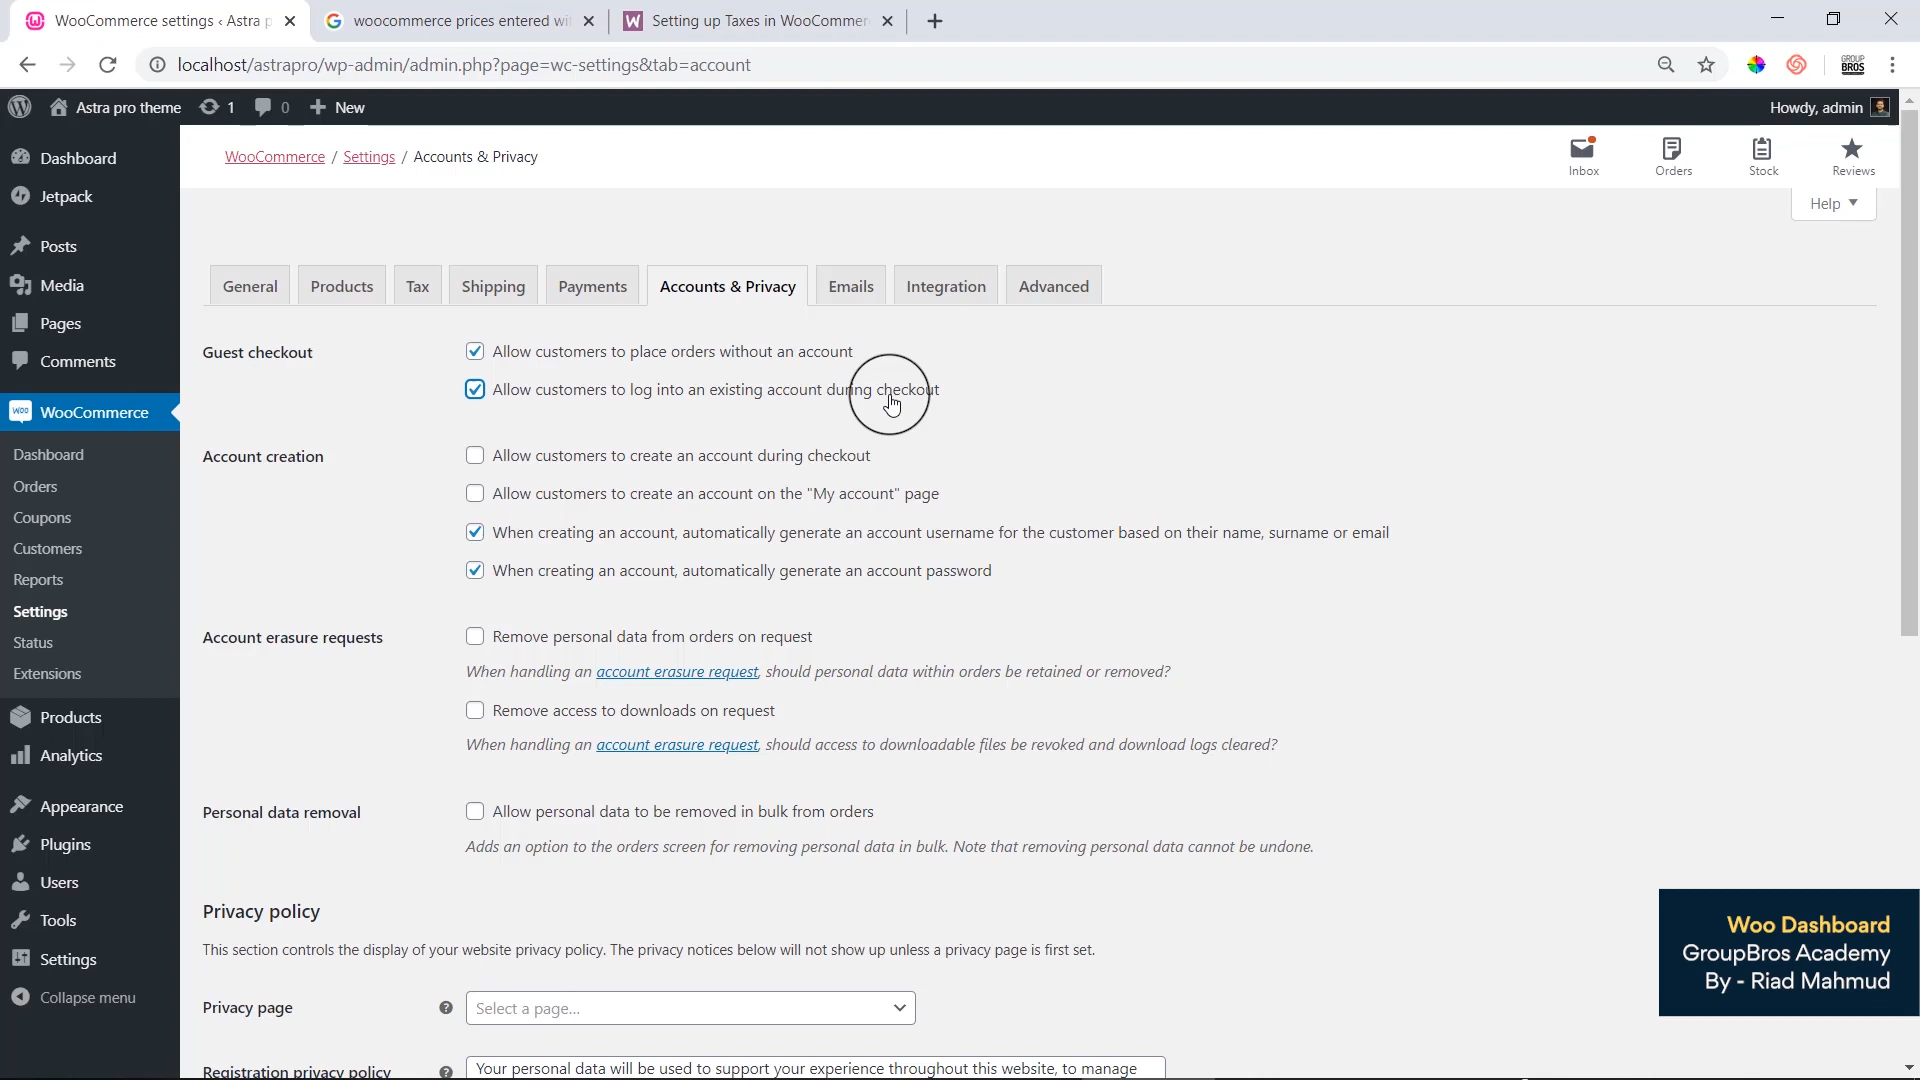 WooCommerce settings ‹ Astra p
woocommerce prices entered wi
Setting up Taxes in WooCommer
localhost/astrapro/wp-admin/admin.php?page=wc-settings&tab=account
GROUP
BROS
Astra pro theme
1
0
New
Howdy, admin
Dashboard
Jetpack
Posts
Media
Pages
Comments
WOO
WooCommerce
Dashboard
Orders
Coupons
Customers
Reports
Settings
Status
Extensions
Products
Analytics
Appearance
Plugins
Users
Tools
Settings
Collapse menu
WooCommerce / Settings / Accounts & Privacy
Inbox
Orders
Stock
Reviews
Help
General
Products
Tax
Shipping
Payments
Accounts & Privacy
Emails
Integration
Advanced
Guest checkout
Allow customers to place orders without an account
Allow customers to log into an existing account during checkout
Account creation
Allow customers to create an account during checkout
Allow customers to create an account on the "My account" page
When creating an account, automatically generate an account username for the customer based on their name, surname or email
When creating an account, automatically generate an account password
Account erasure requests
Remove personal data from orders on request
When handling an account erasure request, should personal data within orders be retained or removed?
Remove access to downloads on request
When handling an account erasure request, should access to downloadable files be revoked and download logs cleared?
Personal data removal
Allow personal data to be removed in bulk from orders
Adds an option to the orders screen for removing personal data in bulk. Note that removing personal data cannot be undone.
Privacy policy
This section controls the display of your website privacy policy. The privacy notices below will not show up unless a privacy page is first set.
Privacy page
Select a page...
Registration privacy policy
Your personal data will be used to support your experience throughout this website, to manage
Woo Dashboard
GroupBros Academy
By - Riad Mahmud